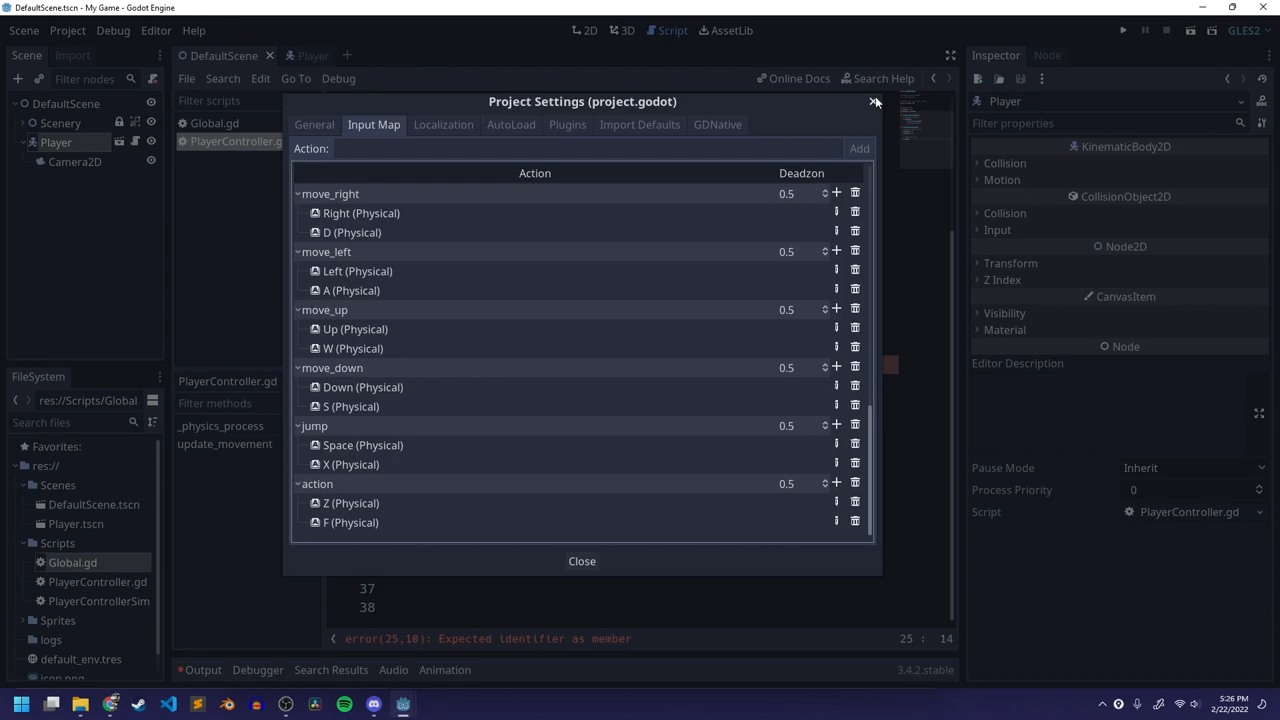 DefaultScene.tscn - My Game - Godot Engine
Scene Project Debug Editor Help
2D 3D Script AssetLib
GLES2
Scene Import
DefaultScene Player
Inspector Node
Filter nodes
File Search Edit Go To Debug
Online Docs Search Help
DefaultScene
Scenery
Player
Camera2D
Filter scripts
Global.gd
PlayerController.g
Project Settings (project.godot)
General Input Map Localization AutoLoad Plugins Import Defaults GDNative
Action: Add
Action Deadzon
move_right 0.5
Right (Physical)
D (Physical)
move_left 0.5
Left (Physical)
A (Physical)
move_up 0.5
Up (Physical)
W (Physical)
move_down 0.5
Down (Physical)
S (Physical)
jump 0.5
Space (Physical)
X (Physical)
action 0.5
Z (Physical)
F (Physical)
Close
Player
Filter properties
KinematicBody2D
Collision
Motion
CollisionObject2D
Collision
Input
Node2D
Transform
Z Index
CanvasItem
Visibility
Material
Node
Editor Description
Pause Mode Inherit
Process Priority 0
Script PlayerController.gd
FileSystem
res://Scripts/Global
Search files
Favorites:
res://
Scenes
DefaultScene.tscn
Player.tscn
Scripts
Global.gd
PlayerController.gd
PlayerControllerSim
Sprites
logs
default_env.tres
icon.png
PlayerController.gd
Filter methods
_physics_process
update_movement
37
38
error(25,10): Expected identifier as member
25 : 14
Output Debugger Search Results Audio Animation
3.4.2.stable
5:26 PM
2/22/2022